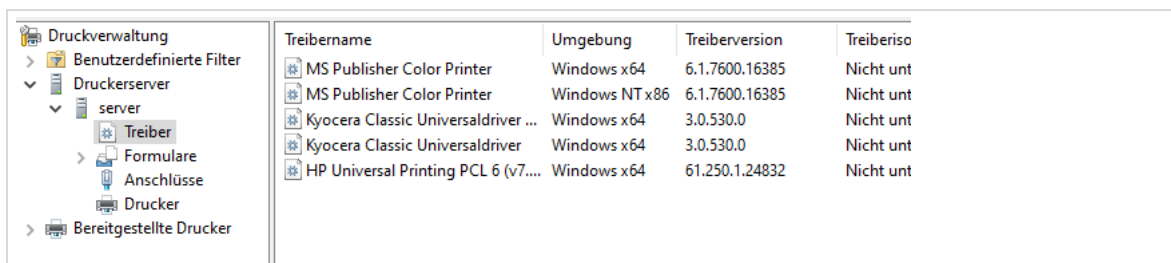 Druckverwaltung
Benutzerdefinierte Filter
Druckerserver
server
Treiber
Formulare
Anschlüsse
Drucker
Bereitgestellte Drucker
Treibername Umgebung Treiberversion Treiberiso
MS Publisher Color Printer Windows x64 6.1.7600.16385 Nicht unt
MS Publisher Color Printer Windows NT x86 6.1.7600.16385 Nicht unt
Kyocera Classic Universaldriver ... Windows x64 3.0.530.0 Nicht unt
Kyocera Classic Universaldriver Windows x64 3.0.530.0 Nicht unt
HP Universal Printing PCL 6 (v7.... Windows x64 61.250.1.24832 Nicht unt